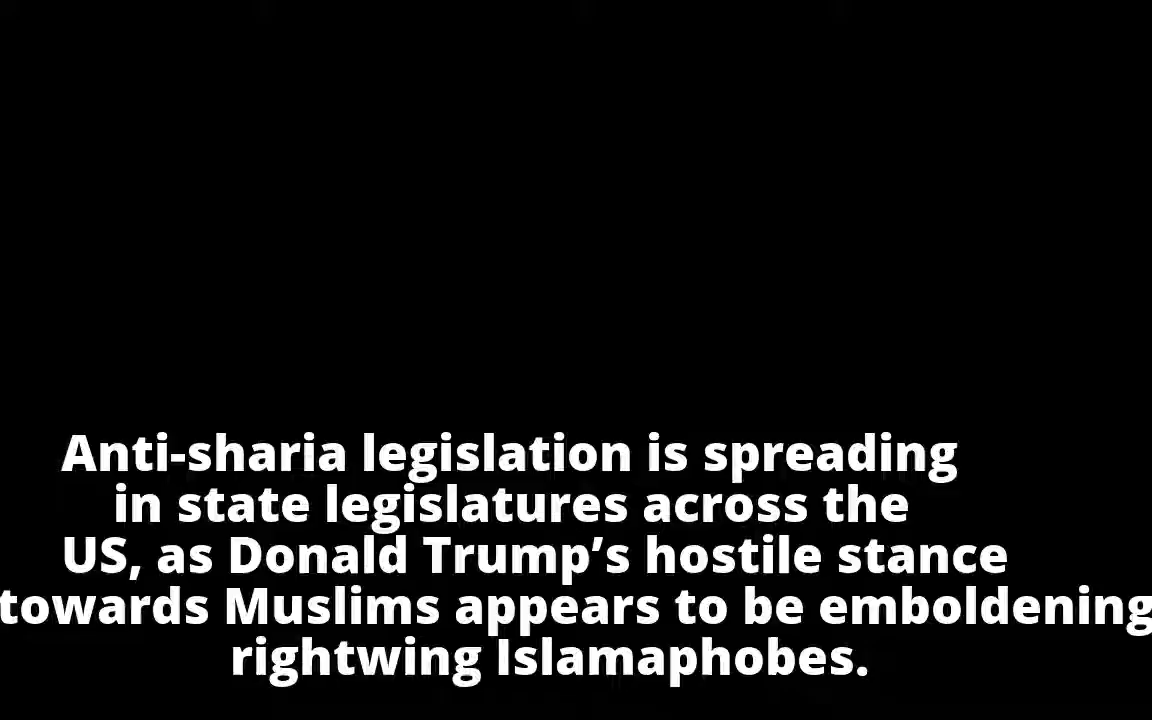 Anti-sharia legislation is spreading
in state legislatures across the
US, as Donald Trump’s hostile stance
towards Muslims appears to be emboldening
rightwing Islamaphobes.